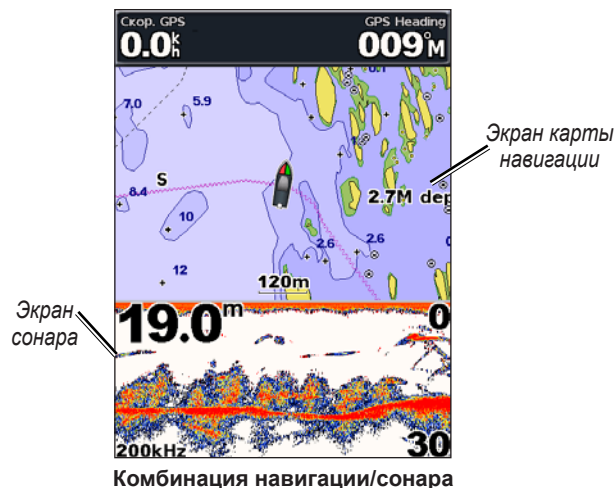 Скор. GPS GPS Heading
0.0 k/h 009°M
7.0 5.9
S
8.4
10
12
2.7M dep
2.6 2.6
120m
Экран карты
навигации
Экран
сонара
19.0m 0
200kHz 30
Комбинация навигации/сонара